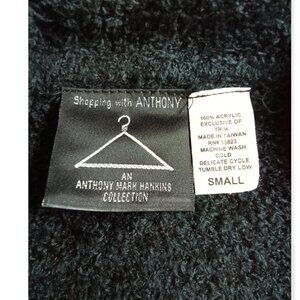 Shopping with ANTHONY
AN
ANTHONY MARK HANKINS
COLLECTION
100% ACRYLIC
EXCLUSIVE OF
TRIM
MADE IN TAIWAN
RN# 13823
MACHINE WASH
COLD
DELICATE CYCLE
TUMBLE DRY LOW
SMALL